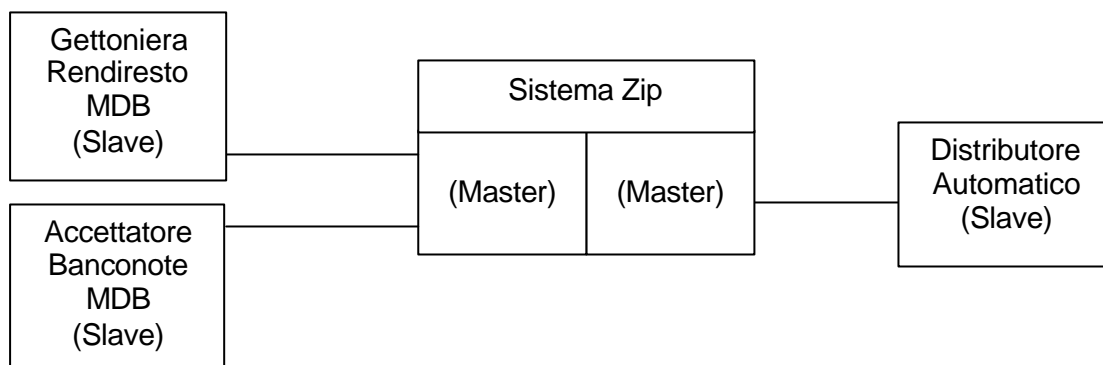 Gettoniera
Rendiresto
MDB
(Slave)
Accettatore
Banconote
MDB
(Slave)
Sistema Zip
(Master)
(Master)
Distributore
Automatico
(Slave)